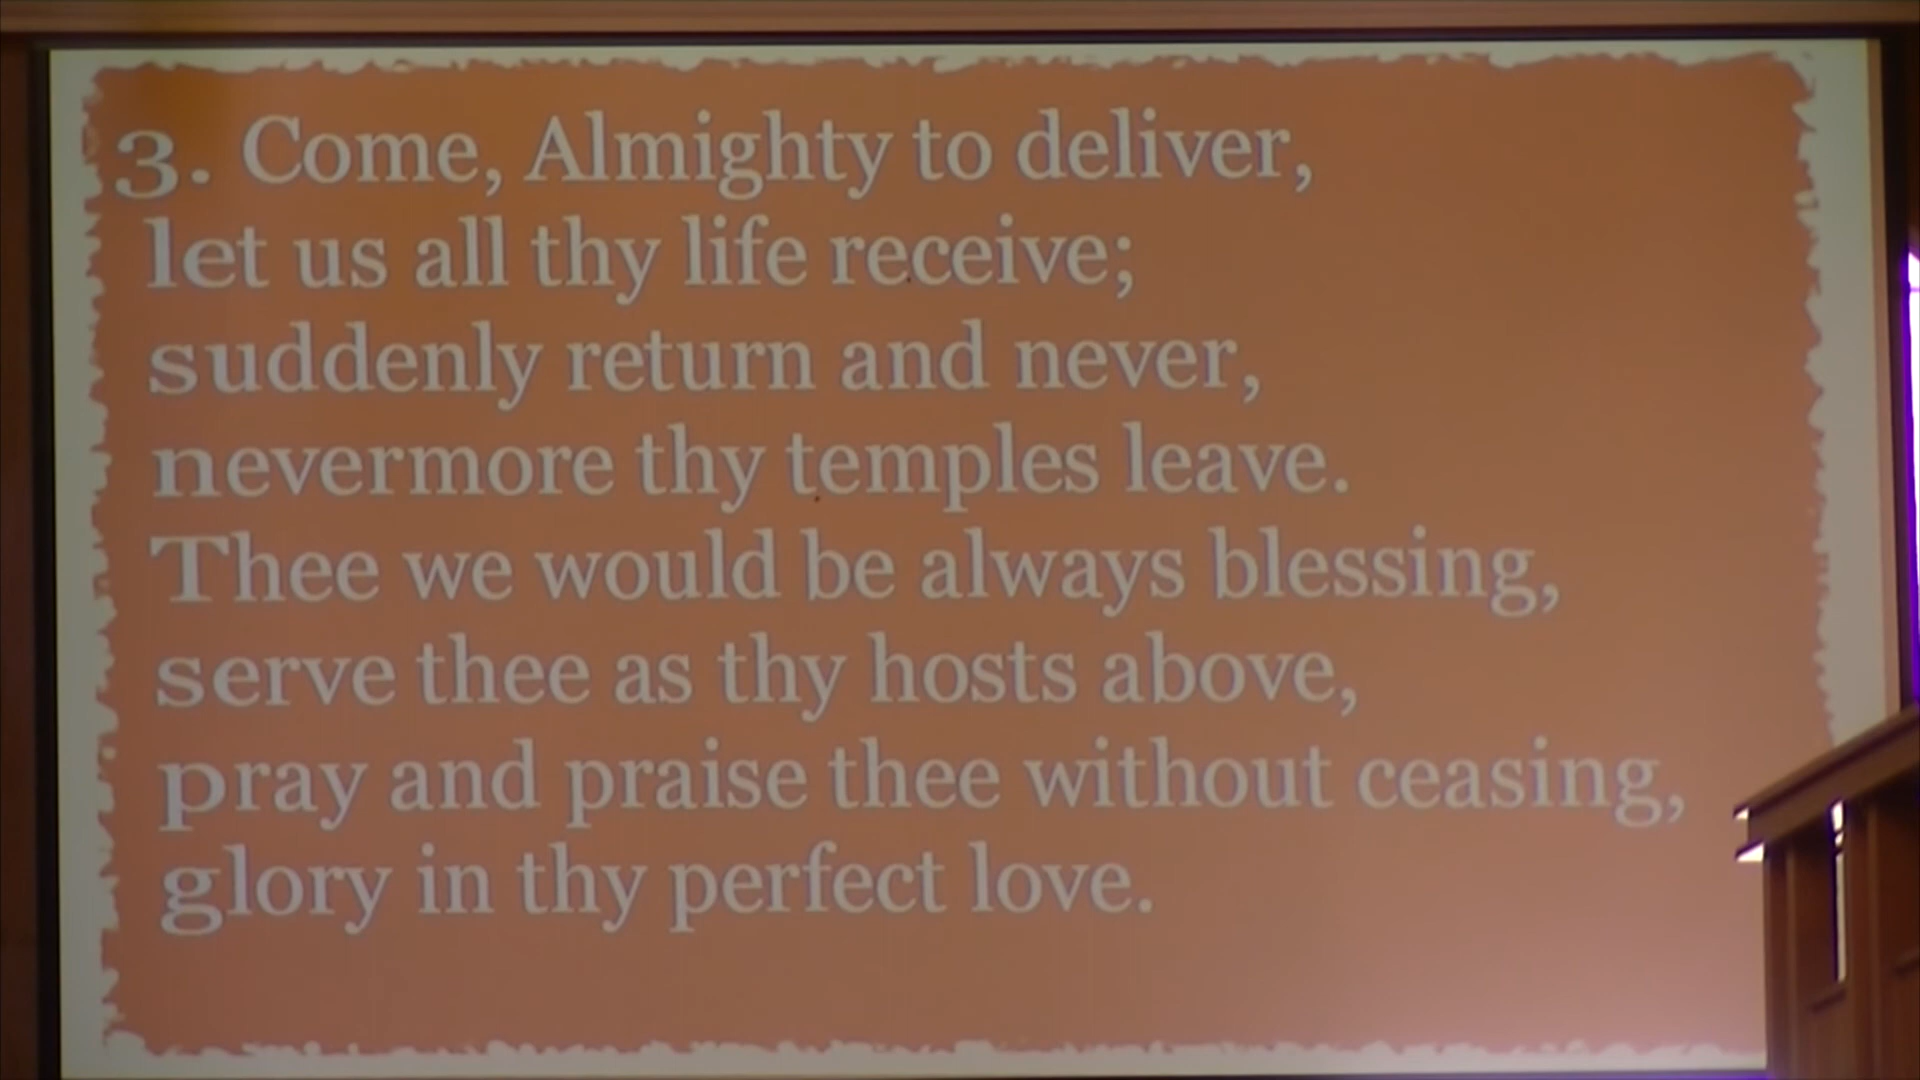 3. Come, Almighty to deliver,
let us all thy life receive;
suddenly return and never,
nevermore thy temples leave.
Thee we would be always blessing,
serve thee as thy hosts above,
pray and praise thee without ceasing,
glory in thy perfect love.